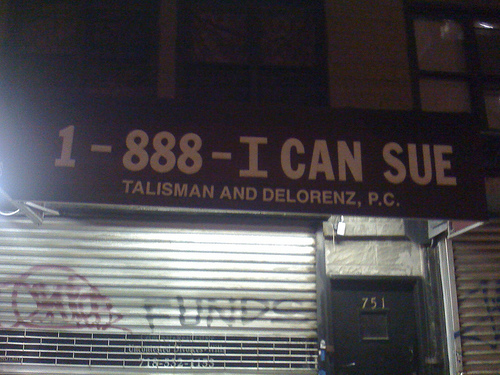 1-888-I CAN SUE
TALISMAN AND DELORENZ, P.C.
751
FUNDS